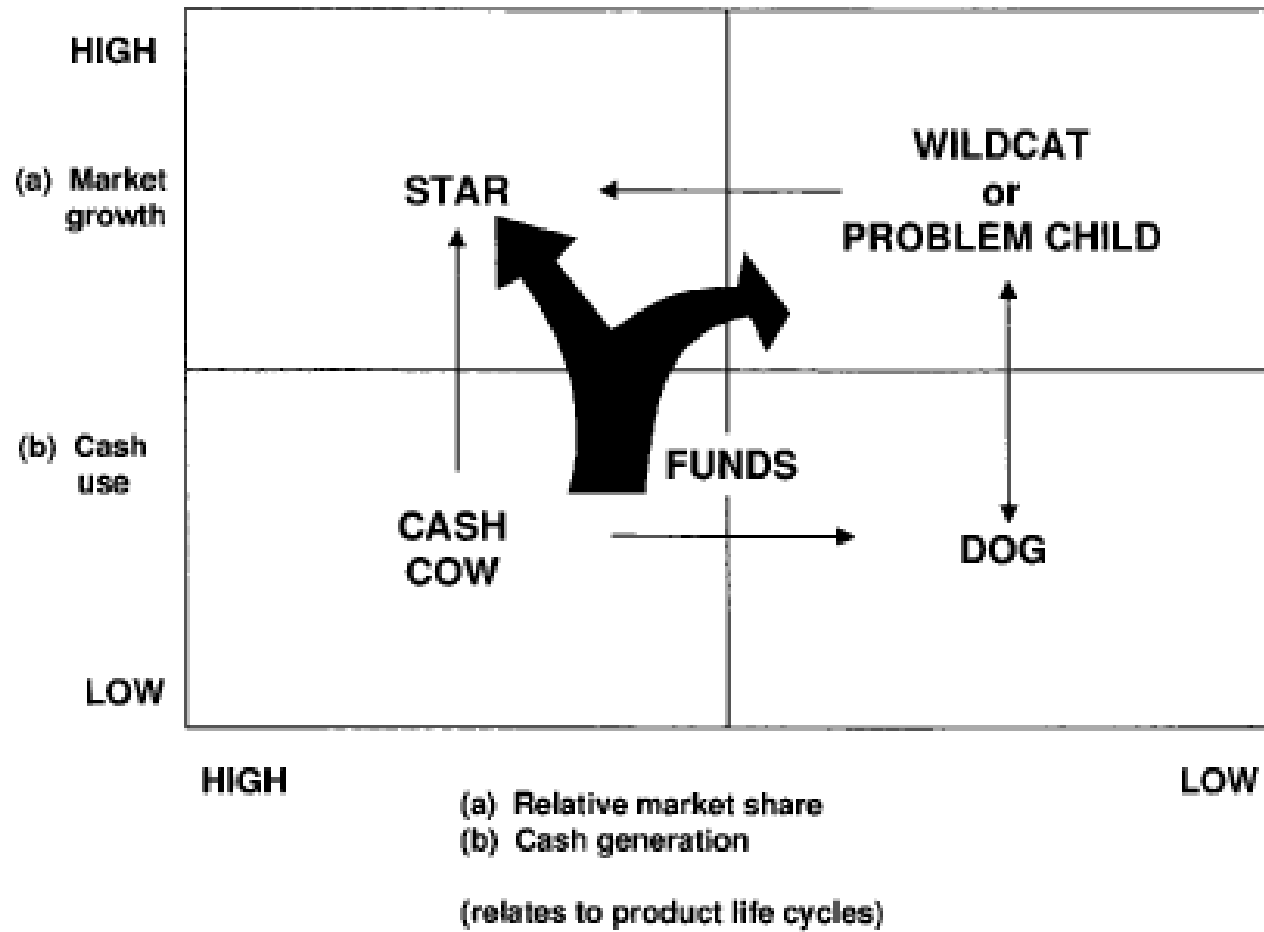 HIGH
WILDCAT
or
PROBLEM CHILD
(a) Market
growth
STAR
(b) Cash
use
FUNDS
CASH
COW
DOG
LOW
HIGH
LOW
(a) Relative market share
(b) Cash generation
(relates to product life cycles)